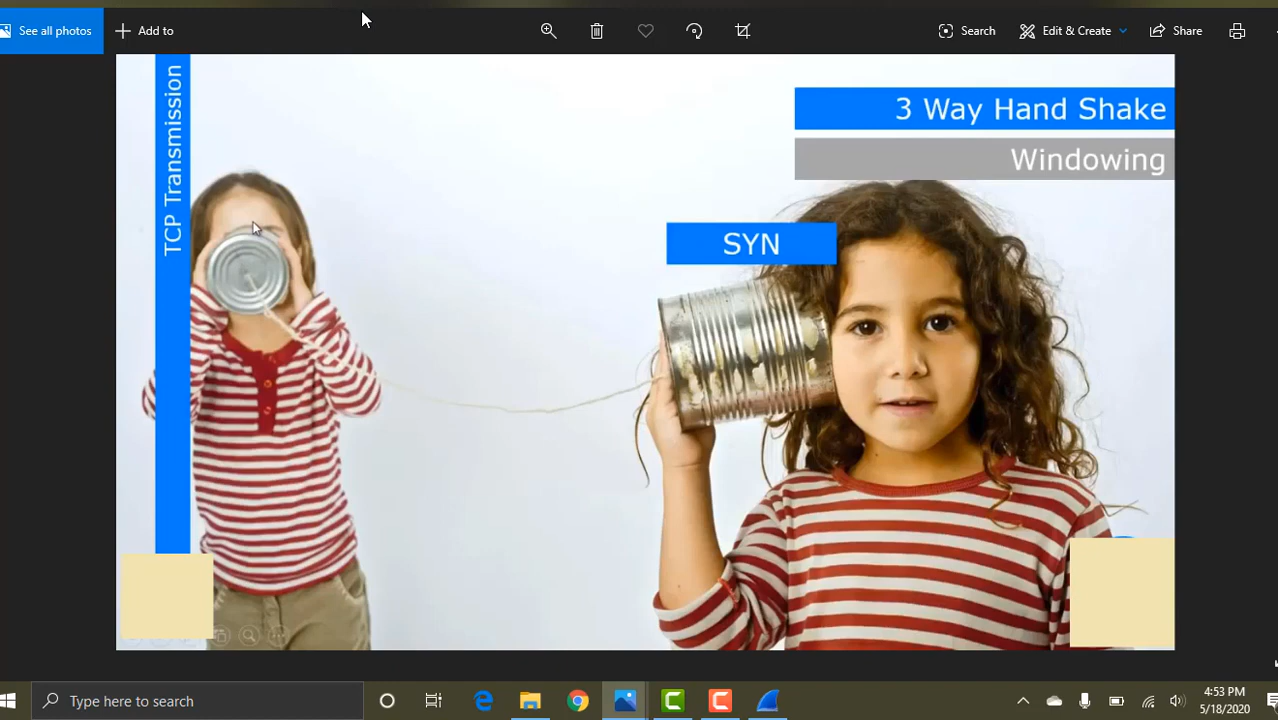 See all photos
Add to
Search
Edit & Create
Share
TCP Transmission
3 Way Hand Shake
Windowing
SYN
Type here to search
4:53 PM
5/18/2020